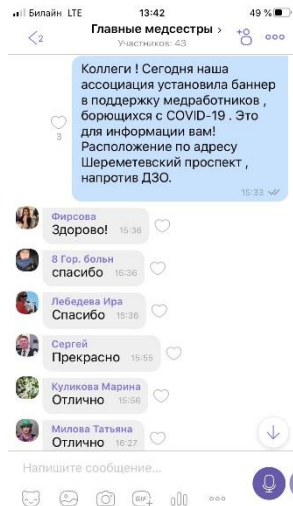 Билайн LTE 13:42 49 %
2 Главные медсестры
Участников: 43
Коллеги ! Сегодня наша
ассоциация установила баннер
в поддержку медработников ,
борющихся с COVID-19 . Это
для информации вам!
Расположение по адресу
Шереметевский проспект ,
напротив ДЗО.
3
15:33
Фирсова
Здорово! 15:36
8 Гор. больн
спасибо 15:36
Лебедева Ира
Спасибо 15:36
Сергей
Прекрасно 15:55
Куликова Марина
Отлично 15:56
Милова Татьяна
Отлично 16:27
Напишите сообщение...
GIF